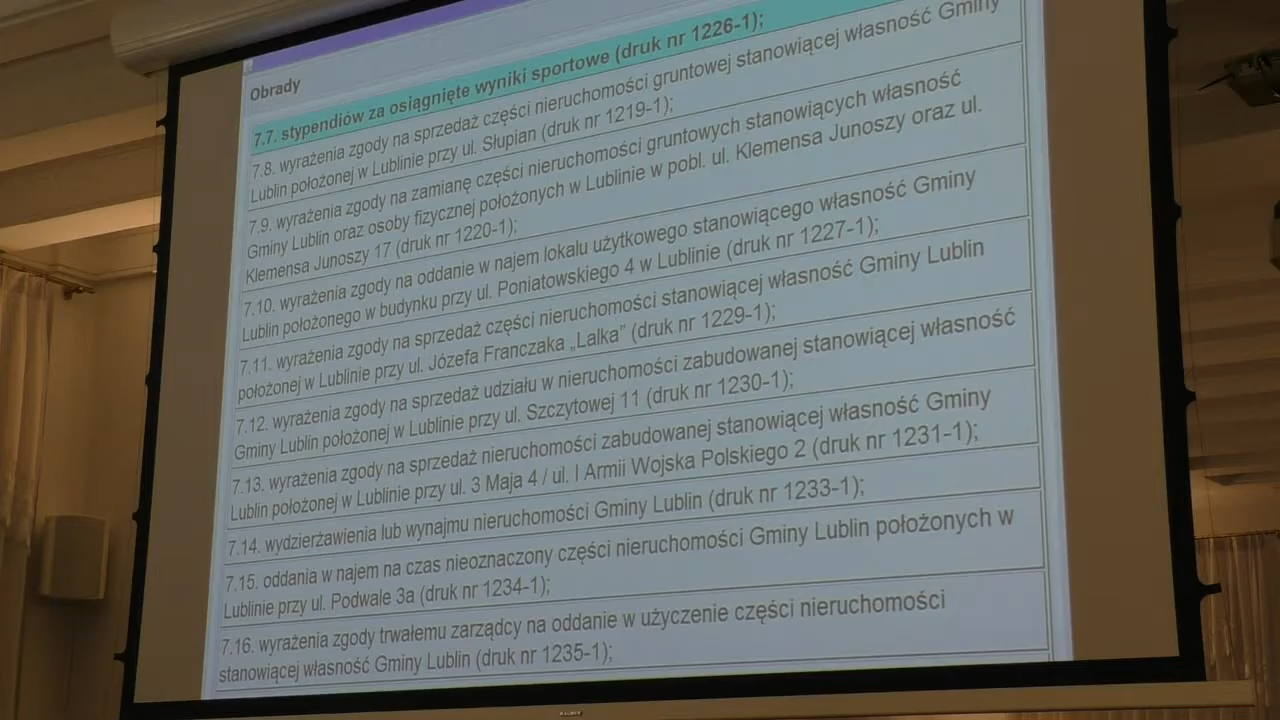 Obrady
7.7. stypendiów za osiągnięte wyniki sportowe (druk nr 1226-1);
7.8. wyrażenia zgody na sprzedaż części nieruchomości gruntowej stanowiącej własność Gminy
Lublin położonej w Lublinie przy ul. Słupian (druk nr 1219-1);
7.9. wyrażenia zgody na zamianę części nieruchomości gruntowych stanowiących własność
Gminy Lublin oraz osoby fizycznej położonych w Lublinie w pobl. ul. Klemensa Junoszy oraz ul.
Klemensa Junoszy 17 (druk nr 1220-1);
7.10. wyrażenia zgody na oddanie w najem lokalu użytkowego stanowiącego własność Gminy
Lublin położonego w budynku przy ul. Poniatowskiego 4 w Lublinie (druk nr 1227-1);
7.11. wyrażenia zgody na sprzedaż części nieruchomości stanowiącej własność Gminy Lublin
położonej w Lublinie przy ul. Józefa Franczaka „Lalka” (druk nr 1229-1);
7.12. wyrażenia zgody na sprzedaż udziału w nieruchomości zabudowanej stanowiącej własność
Gminy Lublin położonej w Lublinie przy ul. Szczytowej 11 (druk nr 1230-1);
7.13. wyrażenia zgody na sprzedaż nieruchomości zabudowanej stanowiącej własność Gminy
Lublin położonej w Lublinie przy ul. 3 Maja 4 / ul. I Armii Wojska Polskiego 2 (druk nr 1231-1);
7.14. wydzierżawienia lub wynajmu nieruchomości Gminy Lublin (druk nr 1233-1);
7.15. oddania w najem na czas nieoznaczony części nieruchomości Gminy Lublin położonych w
Lublinie przy ul. Podwale 3a (druk nr 1234-1);
7.16. wyrażenia zgody trwałemu zarządcy na oddanie w użyczenie części nieruchomości
stanowiącej własność Gminy Lublin (druk nr 1235-1);